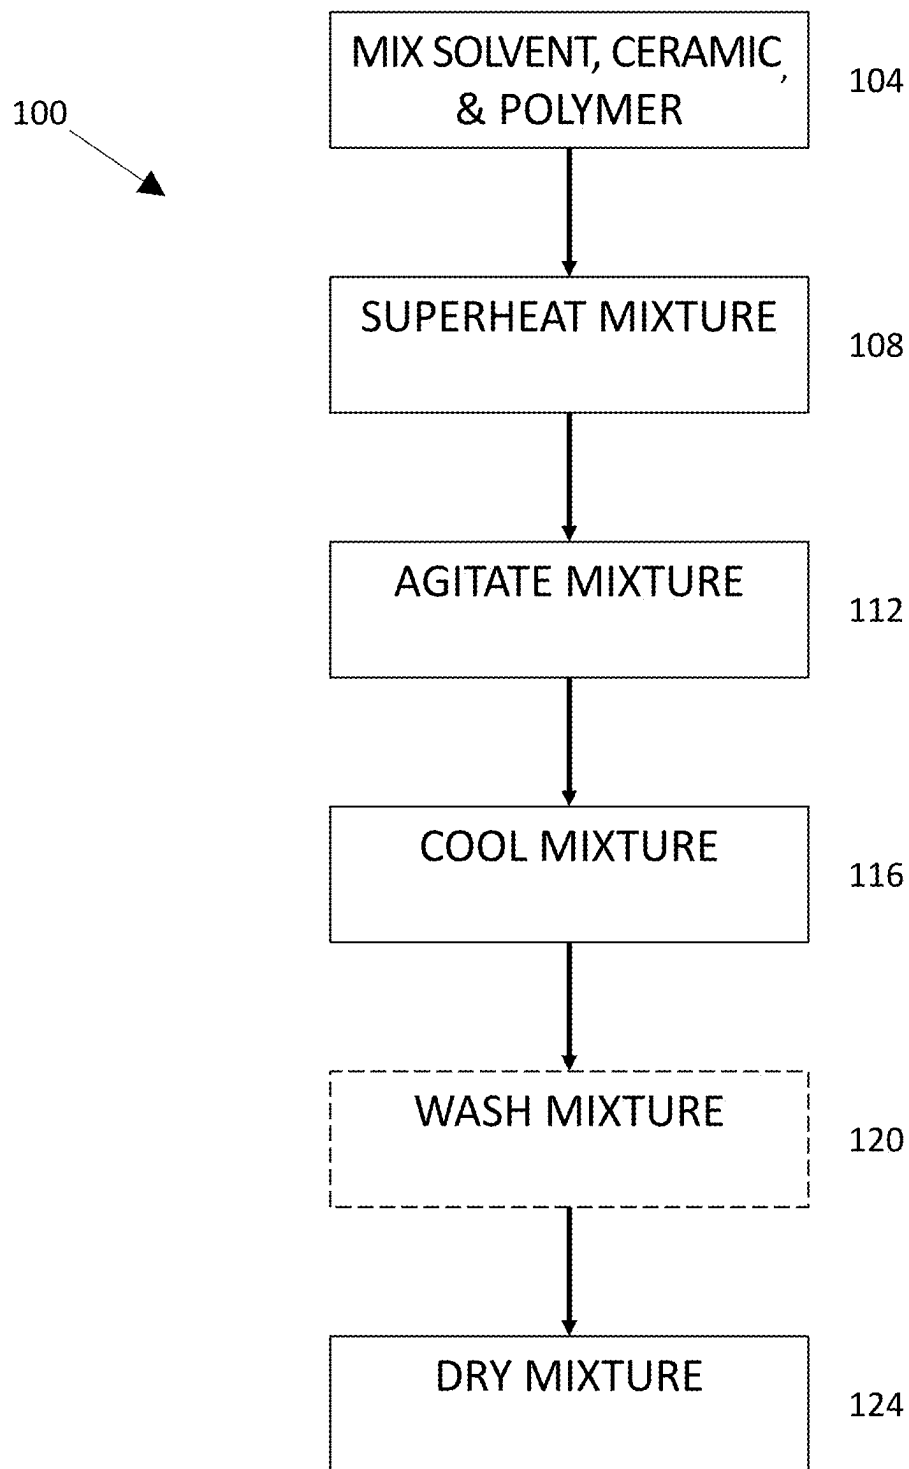 MIX SOLVENT, CERAMIC,
& POLYMER
104
100
SUPERHEAT MIXTURE
108
AGITATE MIXTURE
112
COOL MIXTURE
116
WASH MIXTURE
120
DRY MIXTURE
124